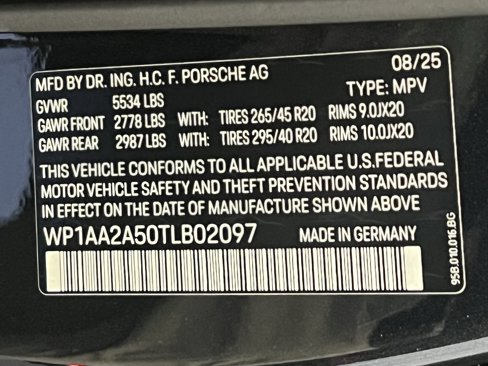 MFD BY DR. ING. H.C. F. PORSCHE AG 08/25
GVWR 5534 LBS TYPE: MPV
GAWR FRONT 2778 LBS WITH: TIRES 265/45 R20 RIMS 9.0JX20
GAWR REAR 2987 LBS WITH: TIRES 295/40 R20 RIMS 10.0JX20
THIS VEHICLE CONFORMS TO ALL APPLICABLE U.S.FEDERAL
MOTOR VEHICLE SAFETY AND THEFT PREVENTION STANDARDS
IN EFFECT ON THE DATE OF MANUFACTURE SHOWN ABOVE
WP1AA2A50TLB02097 MADE IN GERMANY
95B.010.016.BG